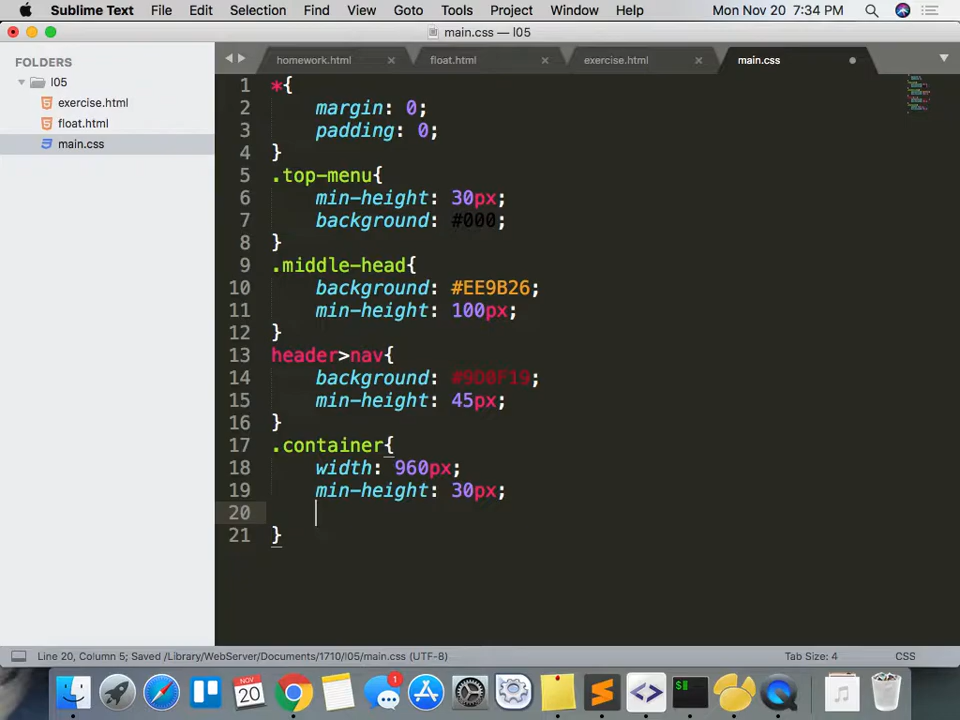 Sublime Text File Edit Selection Find View Goto Tools Project Window Help Mon Nov 20 7:34 PM
main.css — l05
FOLDERS
l05
exercise.html
float.html
main.css
homework.html × float.html × exercise.html × main.css
1 *{
2 margin: 0;
3 padding: 0;
4 }
5 .top-menu{
6 min-height: 30px;
7 background: #000;
8 }
9 .middle-head{
10 background: #EE9B26;
11 min-height: 100px;
12 }
13 header>nav{
14 background: #9D0F19;
15 min-height: 45px;
16 }
17 .container{
18 width: 960px;
19 min-height: 30px;
20
21 }
Line 20, Column 5; Saved /Library/WebServer/Documents/1710/l05/main.css (UTF-8) Tab Size: 4 CSS
NOV
20
1
$